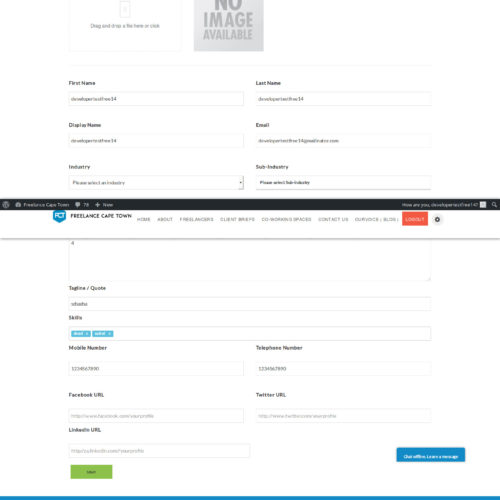 NO
IMAGE
AVAILABLE
Drag and drop a file here or click
First Name
Last Name
developertestfree14
developertestfree14
Display Name
Email
developertestfree14
developertestfree14@mailinator.com
Industry
Sub-Industry
Please select an industry
Please select Sub-Industry
Freelance Cape Town 78 + New
How are you, developertestfree14?
FCT FREELANCE CAPE TOWN HOME ABOUT FREELANCERS CLIENT BRIEFS CO-WORKING SPACES CONTACT US OURVOICE ( BLOG ) LOGOUT
4
Tagline / Quote
Skills
Mobile Number
Telephone Number
1234567890
1234567890
Facebook URL
Twitter URL
http://www.facebook.com/yourprofile
http://www.twitter.com/yourprofile
LinkedIn URL
http://za.linkedin.com/yourprofile
Chat offline. Leave a message